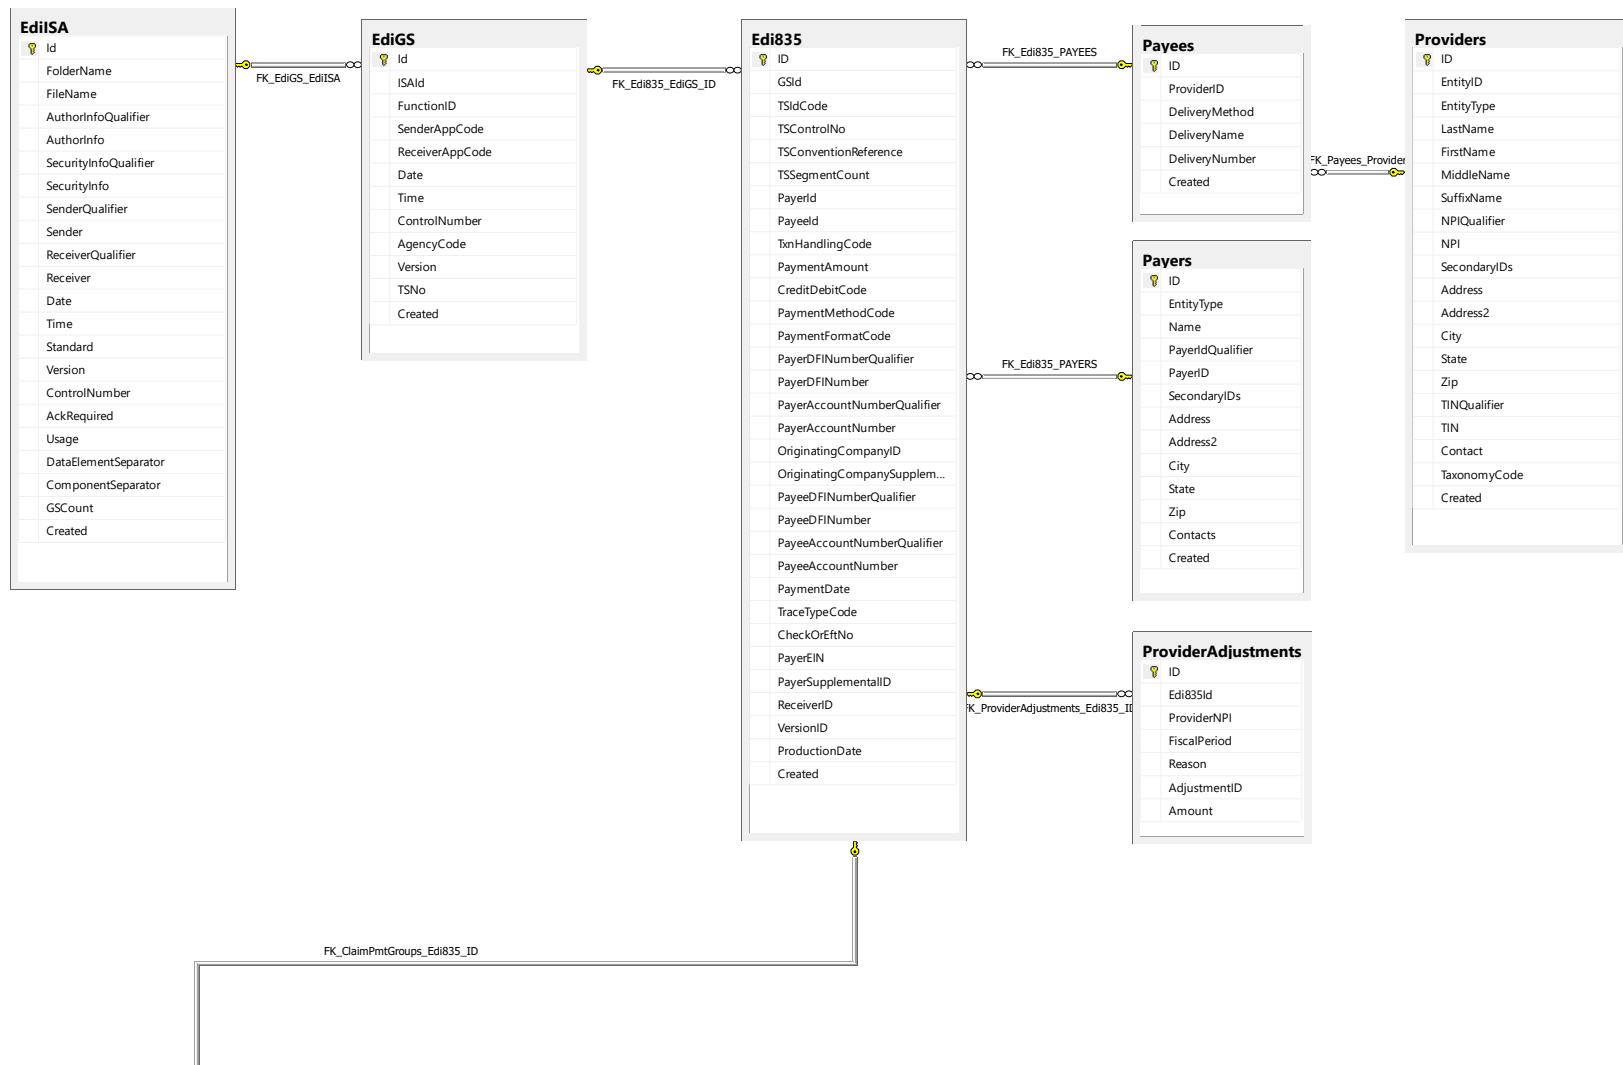 EdiISA
Id
FolderName
FileName
AuthorInfoQualifier
AuthorInfo
SecurityInfoQualifier
SecurityInfo
SenderQualifier
Sender
ReceiverQualifier
Receiver
Date
Time
Standard
Version
ControlNumber
AckRequired
Usage
DataElementSeparator
ComponentSeparator
GSCount
Created
FK_EdiGS_EdiISA
EdiGS
Id
ISAId
FunctionID
SenderAppCode
ReceiverAppCode
Date
Time
ControlNumber
AgencyCode
Version
TSNo
Created
FK_Edi835_EdiGS_ID
Edi835
ID
GSId
TSIdCode
TSControlNo
TSConventionReference
TSSegmentCount
PayerId
PayeeId
TxnHandlingCode
PaymentAmount
CreditDebitCode
PaymentMethodCode
PaymentFormatCode
PayerDFINumberQualifier
PayerDFINumber
PayerAccountNumberQualifier
PayerAccountNumber
OriginatingCompanyID
OriginatingCompanySupplem...
PayeeDFINumberQualifier
PayeeDFINumber
PayeeAccountNumberQualifier
PayeeAccountNumber
PaymentDate
TraceTypeCode
CheckOrEftNo
PayerEIN
PayerSupplementalID
ReceiverID
VersionID
ProductionDate
Created
FK_Edi835_PAYEES
Payees
ID
ProviderID
DeliveryMethod
DeliveryName
DeliveryNumber
Created
FK_Payees_Provider
Providers
ID
EntityID
EntityType
LastName
FirstName
MiddleName
SuffixName
NPIQualifier
NPI
SecondaryIDs
Address
Address2
City
State
Zip
TINQualifier
TIN
Contact
TaxonomyCode
Created
FK_Edi835_PAYERS
Payers
ID
EntityType
Name
PayerIdQualifier
PayerID
SecondaryIDs
Address
Address2
City
State
Zip
Contacts
Created
FK_ProviderAdjustments_Edi835_ID
ProviderAdjustments
ID
Edi835Id
ProviderNPI
FiscalPeriod
Reason
AdjustmentID
Amount
FK_ClaimPmtGroups_Edi835_ID